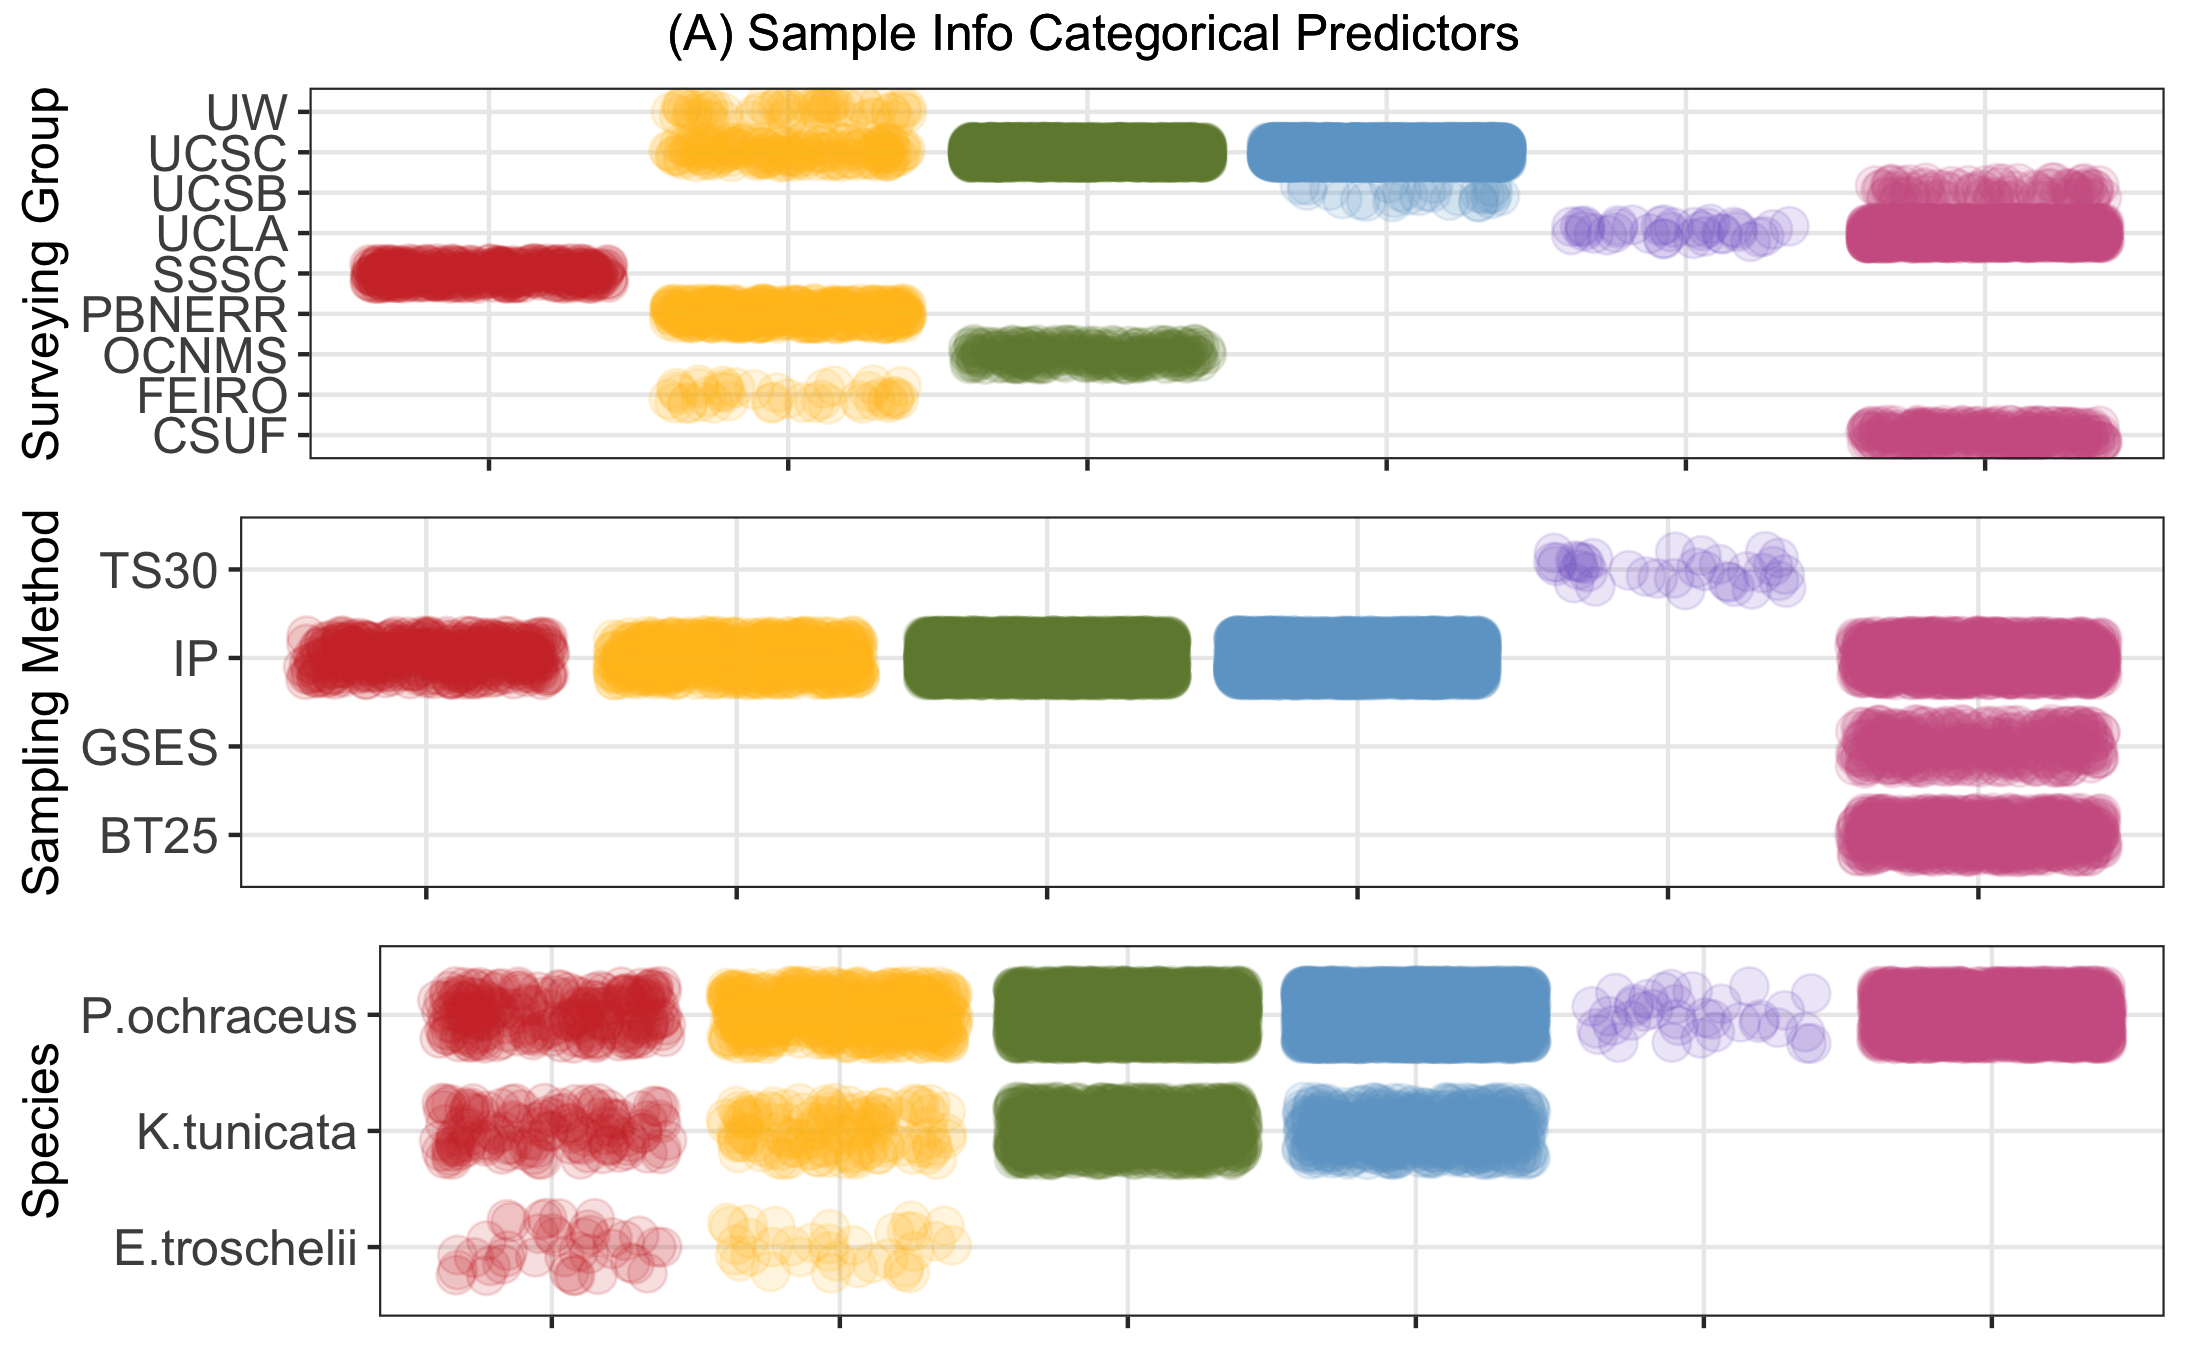 (A) Sample Info Categorical Predictors
Surveying Group
UW
UCSC
UCSB
UCLA
SSSC
PBNERR
OCNMS
FEIRO
CSUF
Sampling Method
TS30
IP
GSES
BT25
Species
P.ochraceus
K.tunicata
E.troschelii